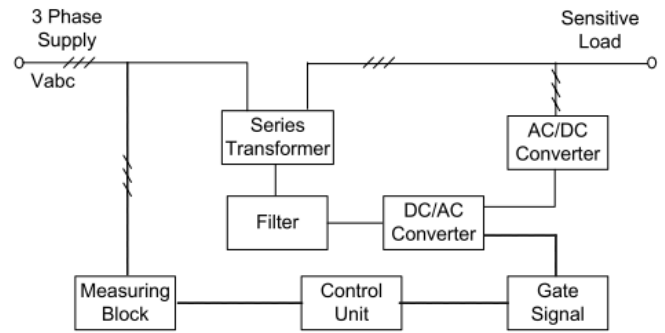 3 Phase
Supply
Vabc
Sensitive
Load
Series
Transformer
AC/DC
Converter
Filter
DC/AC
Converter
Measuring
Block
Control
Unit
Gate
Signal